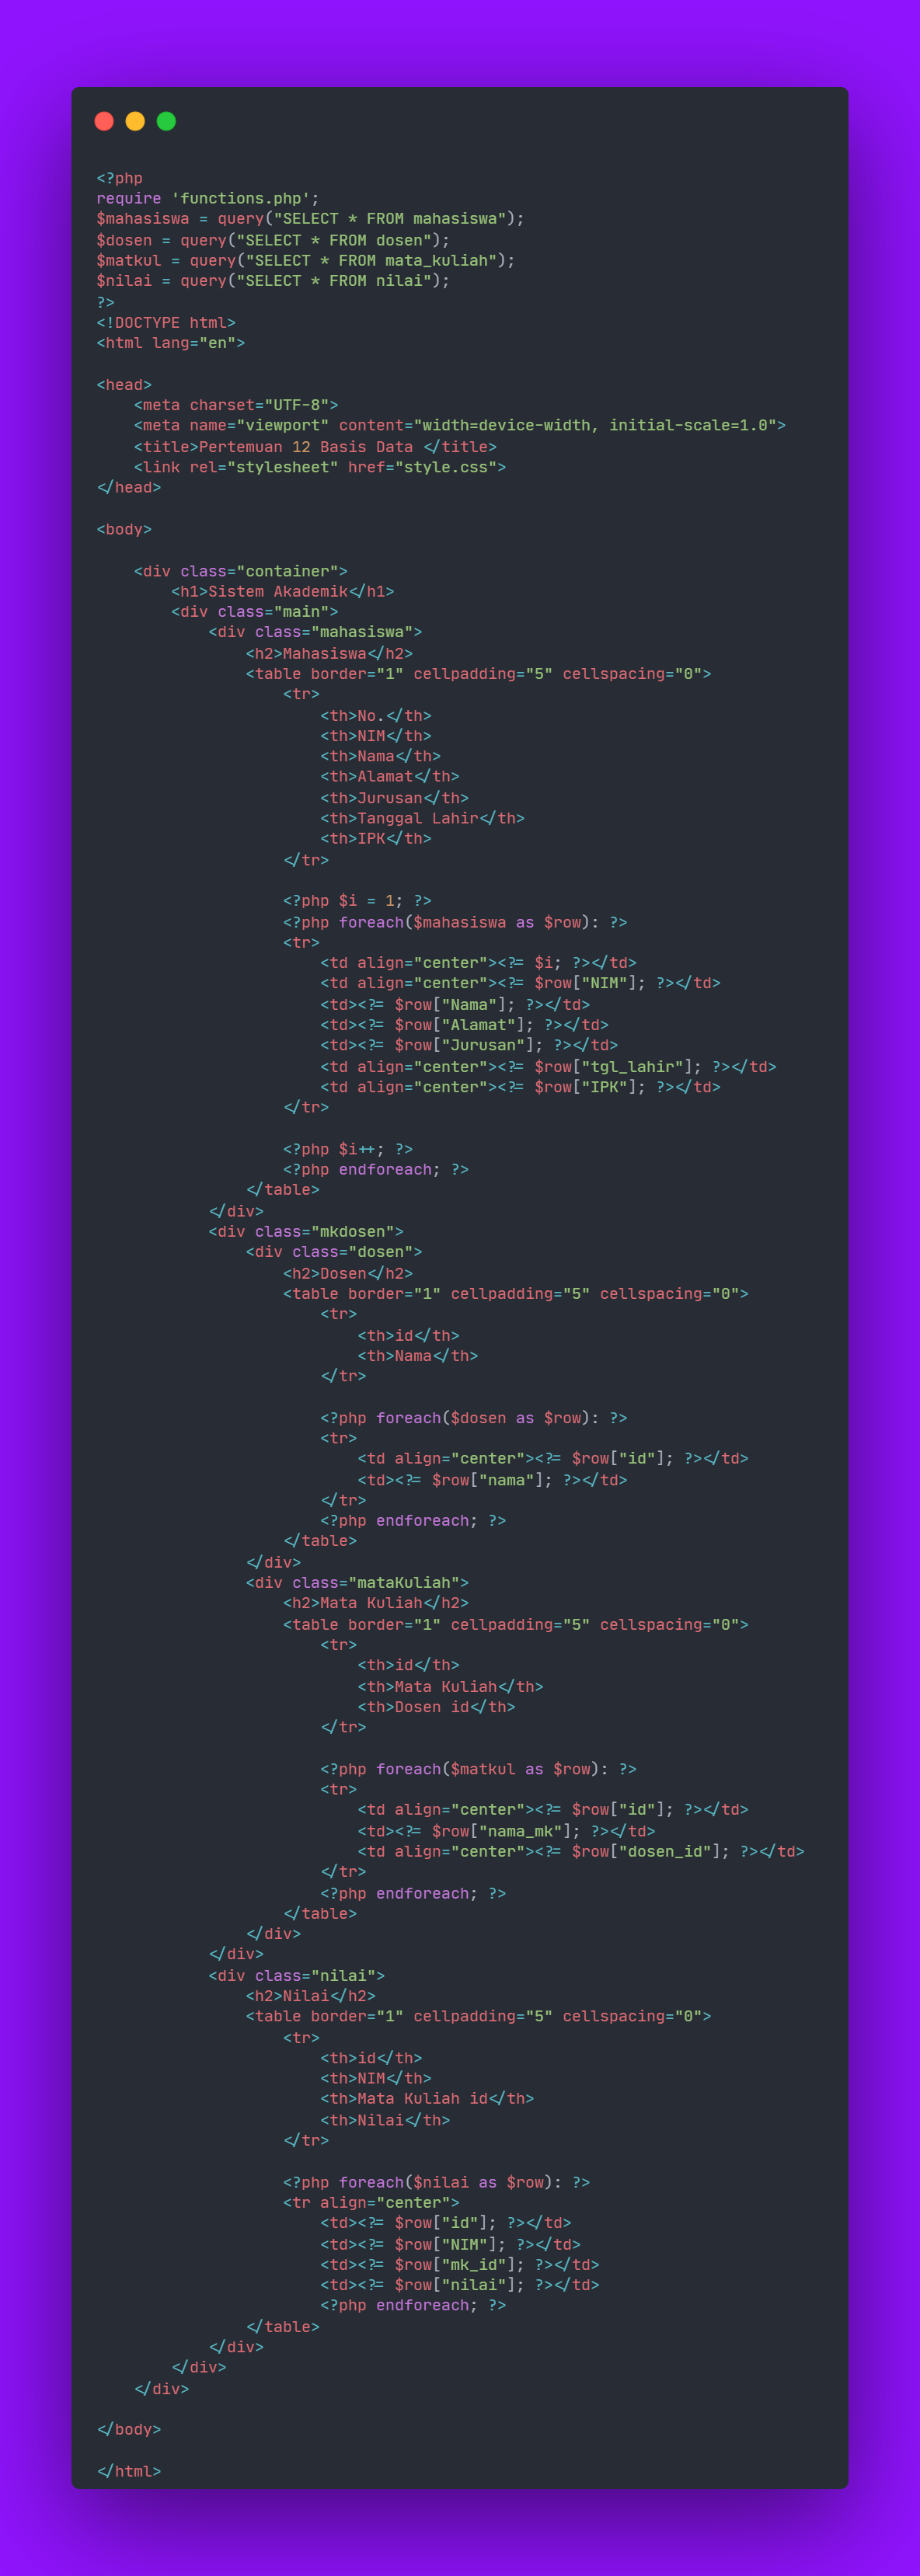 <?php
require 'functions.php';
$mahasiswa = query("SELECT * FROM mahasiswa");
$dosen = query("SELECT * FROM dosen");
$matkul = query("SELECT * FROM mata_kuliah");
$nilai = query("SELECT * FROM nilai");
?>
<!DOCTYPE html>
<html lang="en">

<head>
    <meta charset="UTF-8">
    <meta name="viewport" content="width=device-width, initial-scale=1.0">
    <title>Pertemuan 12 Basis Data </title>
    <link rel="stylesheet" href="style.css">
</head>

<body>

    <div class="container">
        <h1>Sistem Akademik</h1>
        <div class="main">
            <div class="mahasiswa">
                <h2>Mahasiswa</h2>
                <table border="1" cellpadding="5" cellspacing="0">
                    <tr>
                        <th>No.</th>
                        <th>NIM</th>
                        <th>Nama</th>
                        <th>Alamat</th>
                        <th>Jurusan</th>
                        <th>Tanggal Lahir</th>
                        <th>IPK</th>
                    </tr>

                    <?php $i = 1; ?>
                    <?php foreach($mahasiswa as $row): ?>
                    <tr>
                        <td align="center"><?= $i; ?></td>
                        <td align="center"><?= $row["NIM"]; ?></td>
                        <td><?= $row["Nama"]; ?></td>
                        <td><?= $row["Alamat"]; ?></td>
                        <td><?= $row["Jurusan"]; ?></td>
                        <td align="center"><?= $row["tgl_lahir"]; ?></td>
                        <td align="center"><?= $row["IPK"]; ?></td>
                    </tr>

                    <?php $i++; ?>
                    <?php endforeach; ?>
                </table>
            </div>
            <div class="mkdosen">
                <div class="dosen">
                    <h2>Dosen</h2>
                    <table border="1" cellpadding="5" cellspacing="0">
                        <tr>
                            <th>id</th>
                            <th>Nama</th>
                        </tr>

                        <?php foreach($dosen as $row): ?>
                        <tr>
                            <td align="center"><?= $row["id"]; ?></td>
                            <td><?= $row["nama"]; ?></td>
                        </tr>
                        <?php endforeach; ?>
                    </table>
                </div>
                <div class="mataKuliah">
                    <h2>Mata Kuliah</h2>
                    <table border="1" cellpadding="5" cellspacing="0">
                        <tr>
                            <th>id</th>
                            <th>Mata Kuliah</th>
                            <th>Dosen id</th>
                        </tr>

                        <?php foreach($matkul as $row): ?>
                        <tr>
                            <td align="center"><?= $row["id"]; ?></td>
                            <td><?= $row["nama_mk"]; ?></td>
                            <td align="center"><?= $row["dosen_id"]; ?></td>
                        </tr>
                        <?php endforeach; ?>
                    </table>
                </div>
            </div>
            <div class="nilai">
                <h2>Nilai</h2>
                <table border="1" cellpadding="5" cellspacing="0">
                    <tr>
                        <th>id</th>
                        <th>NIM</th>
                        <th>Mata Kuliah id</th>
                        <th>Nilai</th>
                    </tr>

                    <?php foreach($nilai as $row): ?>
                    <tr align="center">
                        <td><?= $row["id"]; ?></td>
                        <td><?= $row["NIM"]; ?></td>
                        <td><?= $row["mk_id"]; ?></td>
                        <td><?= $row["nilai"]; ?></td>
                        <?php endforeach; ?>
                </table>
            </div>
        </div>
    </div>

</body>

</html>